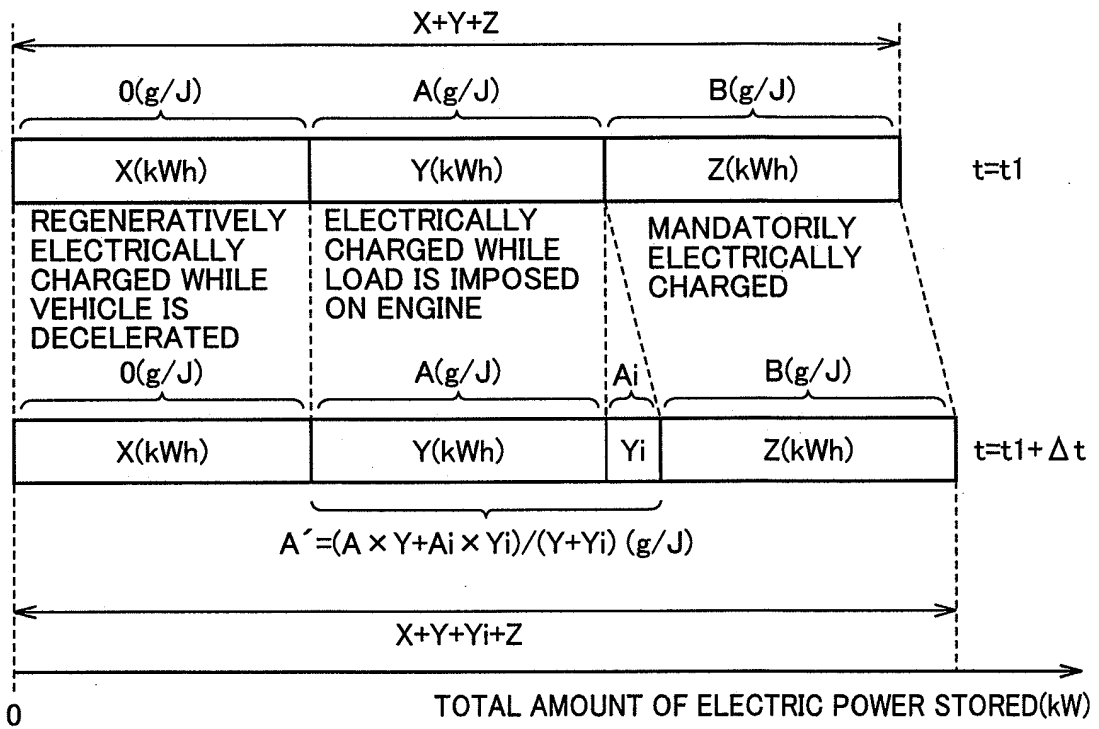 X+Y+Z
0(g/J) A(g/J) B(g/J)
X(kWh) Y(kWh) Z(kWh) t=t1
REGENERATIVELY
ELECTRICALLY
CHARGED WHILE
VEHICLE IS
DECELERATED
ELECTRICALLY
CHARGED WHILE
LOAD IS IMPOSED
ON ENGINE
MANDATORILY
ELECTRICALLY
CHARGED
0(g/J) A(g/J) Ai B(g/J)
X(kWh) Y(kWh) Yi Z(kWh) t=t1+Δt
A´=(A×Y+Ai×Yi)/(Y+Yi) (g/J)
X+Y+Yi+Z
0 TOTAL AMOUNT OF ELECTRIC POWER STORED(kW)